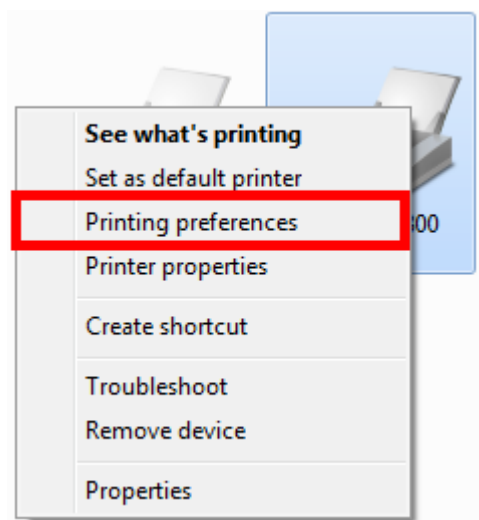 See what's printing
Set as default printer
Printing preferences
Printer properties
Create shortcut
Troubleshoot
Remove device
Properties